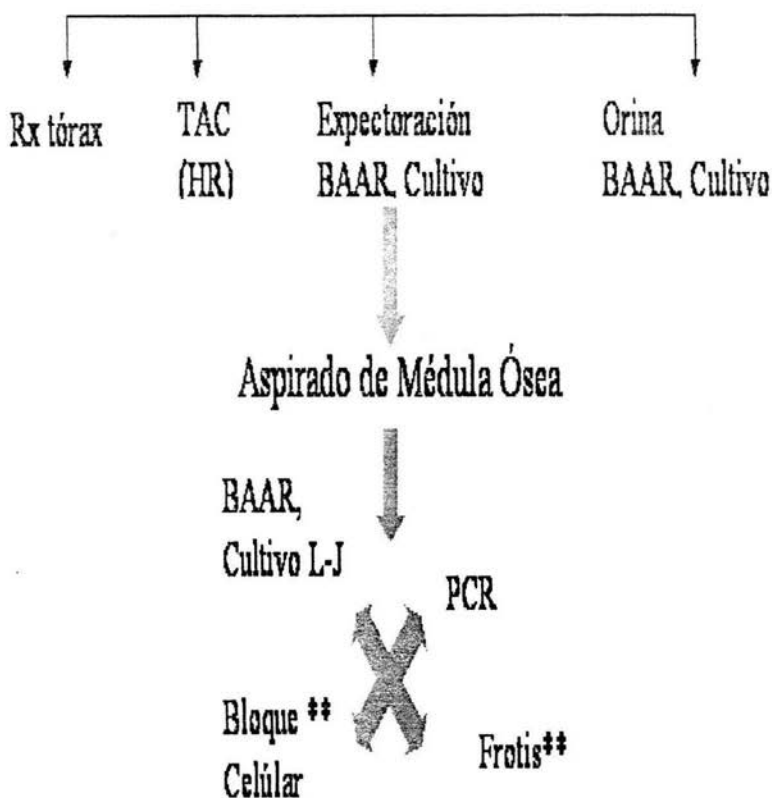 Rx tórax
TAC
(HR)
Expectoración
BAAR, Cultivo
Orina
BAAR, Cultivo
Aspirado de Médula Ósea
BAAR,
Cultivo L-J
PCR
Bloque ‡‡
Celúlar
Frotis‡‡